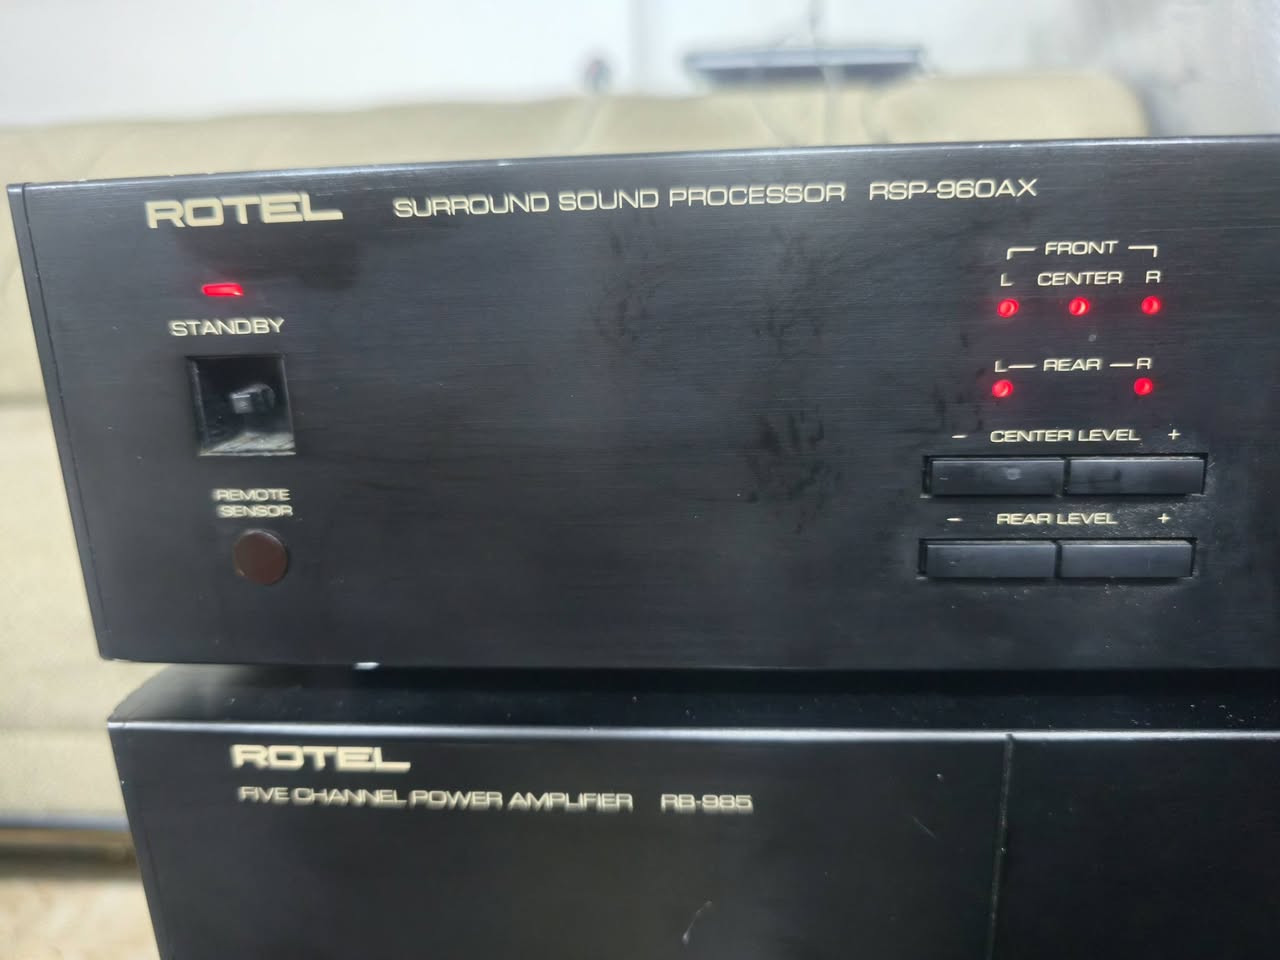 ROTEL SURROUND SOUND PROCESSOR RSP-960AX
FRONT
L CENTER R
STANDBY
L REAR R
- CENTER LEVEL +
REMOTE
SENSOR
- REAR LEVEL +
ROTEL
FIVE CHANNEL POWER AMPLIFIER RB-985